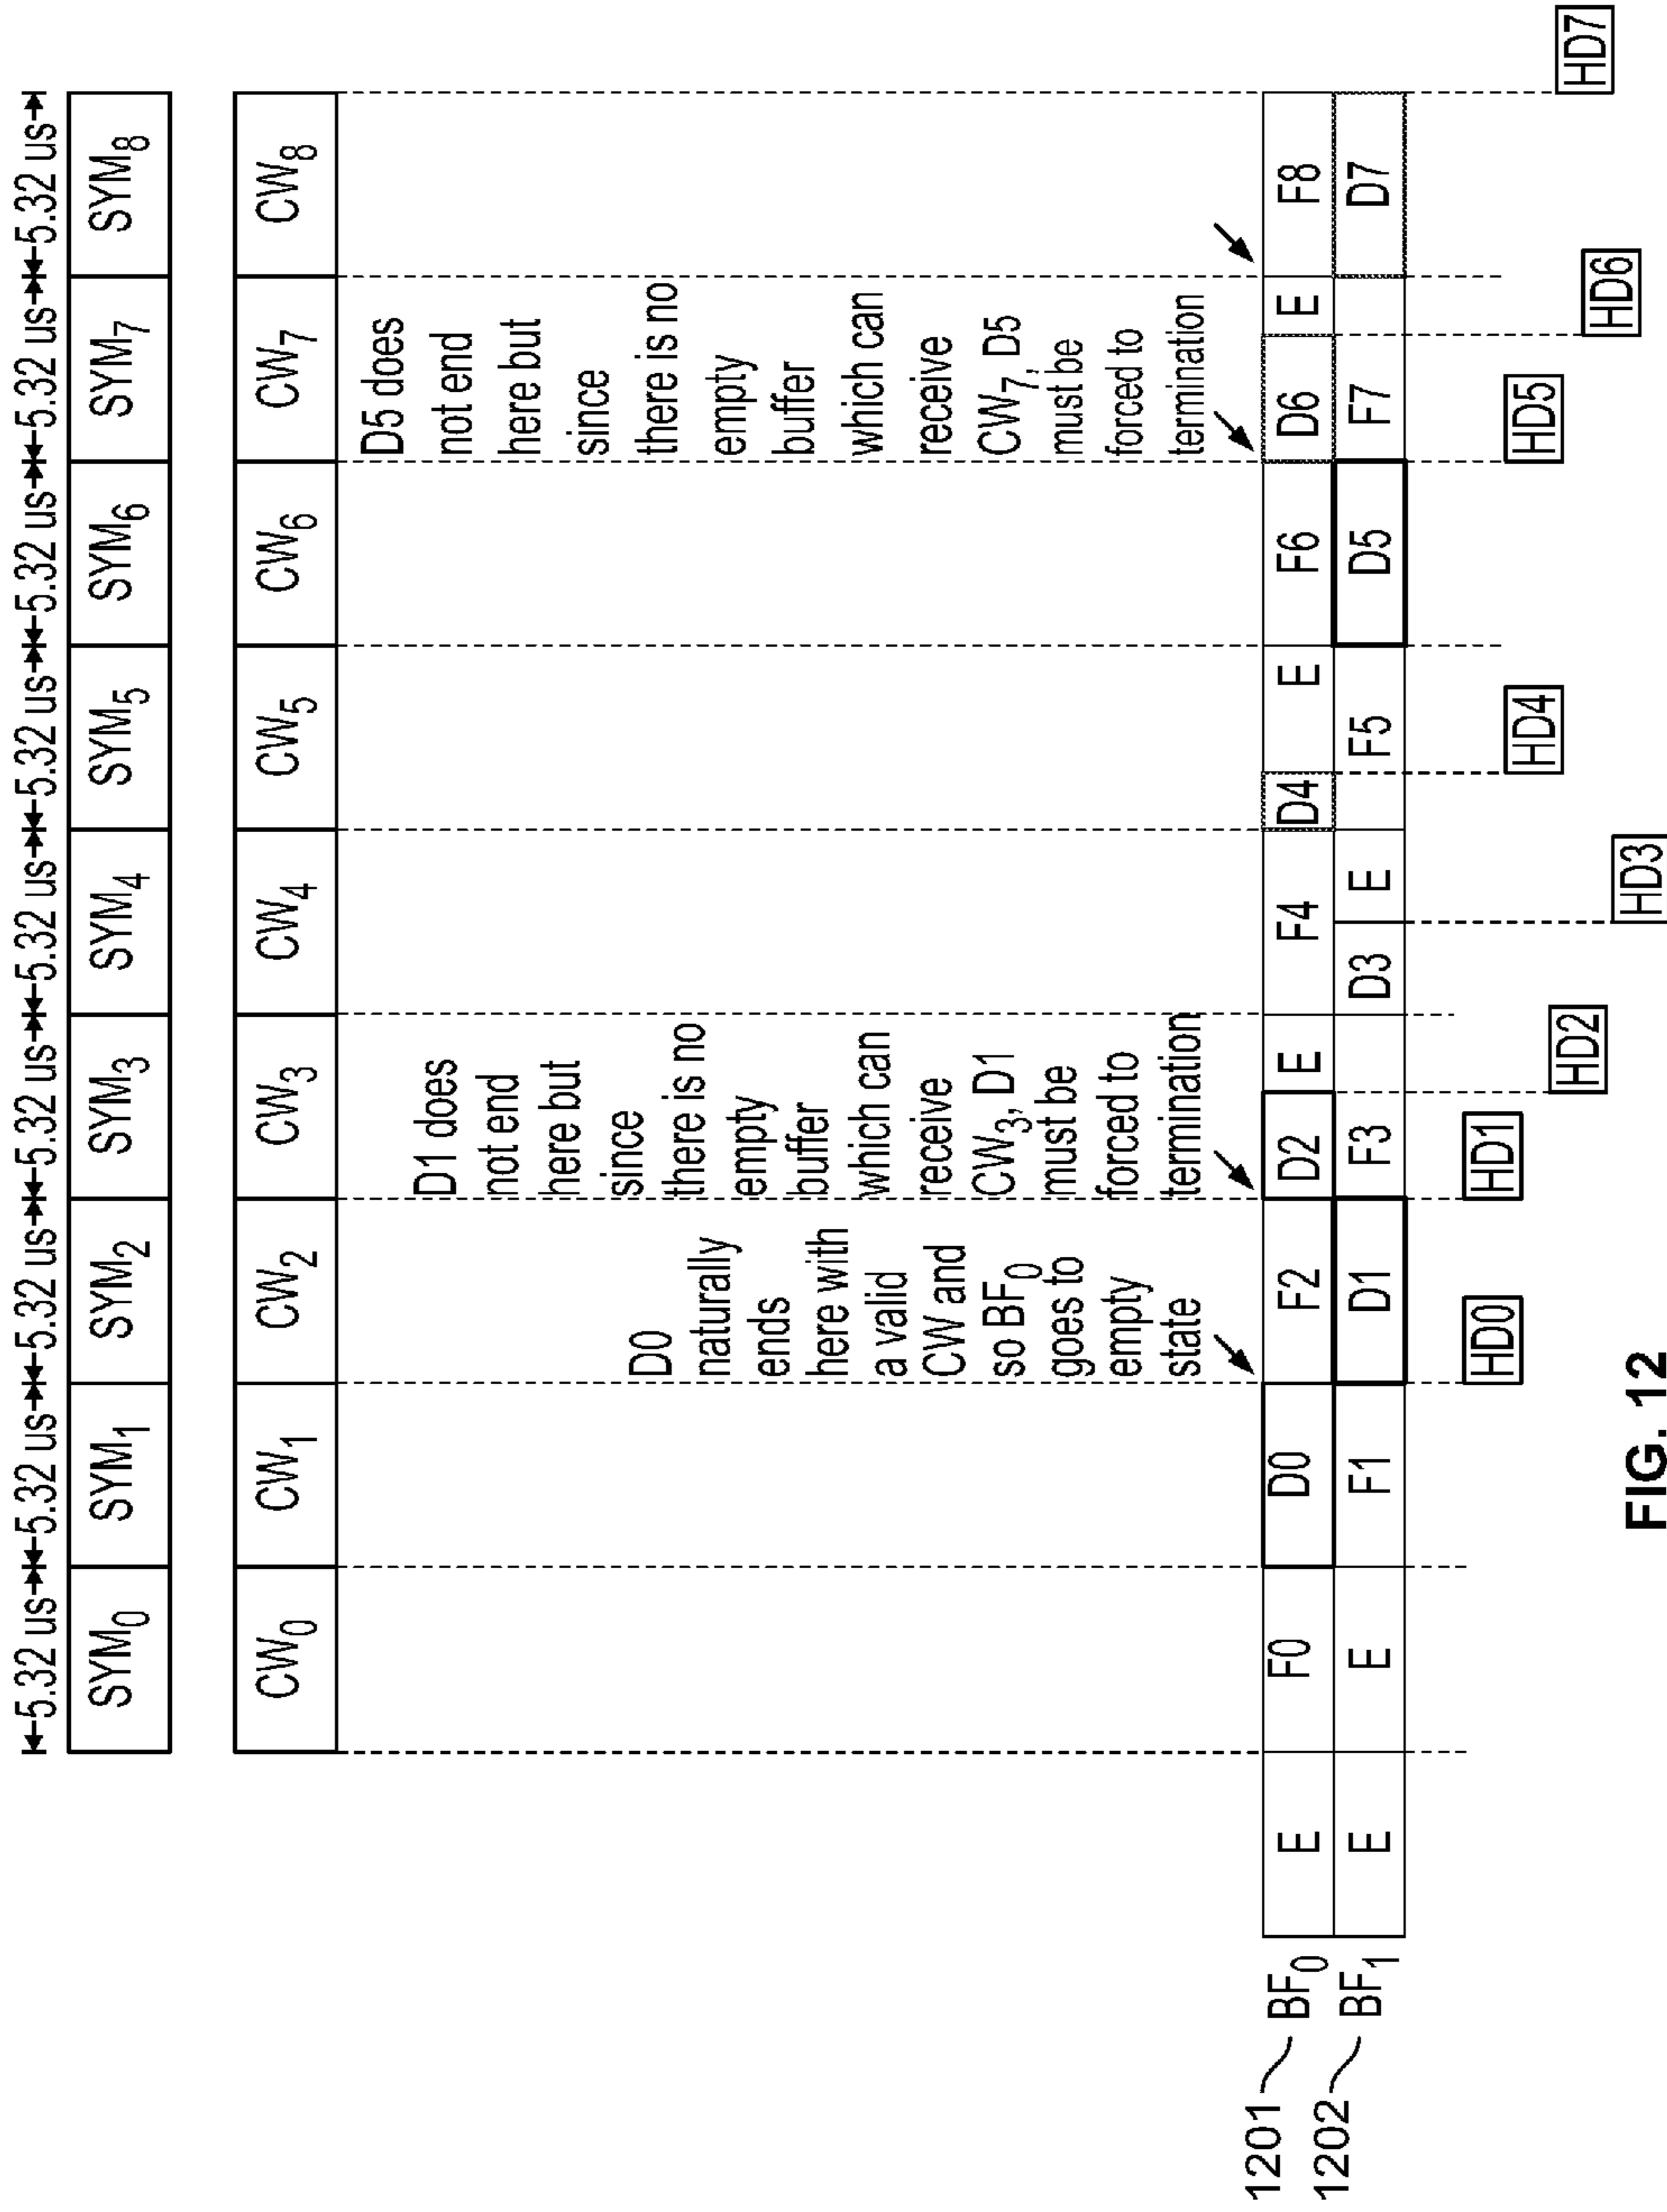 5.32 us 5.32 us 5.32 us 5.32 us 5.32 us 5.32 us 5.32 us 5.32 us 5.32 us
SYM0 SYM1 SYM2 SYM3 SYM4 SYM5 SYM6 SYM7 SYM8
CW0 CW1 CW2 CW3 CW4 CW5 CW6 CW7 CW8
D0
naturally
ends
here with
a valid
CW and
so BF0
goes to
empty
state
D1 does
not end
here but
since
there is no
empty
buffer
which can
receive
CW3, D1
must be
forced to
termination
D5 does
not end
here but
since
there is no
empty
buffer
which can
receive
CW7, D5
must be
forced to
termination
1201 BF0 E F0 D0 F2 D2 E F4 D4 E F6 D6 E F8
1202 BF1 E E F1 D1 F3 D3 E F5 D5 F7 D7
HD0 HD1 HD2 HD3 HD4 HD5 HD6 HD7
FIG. 12